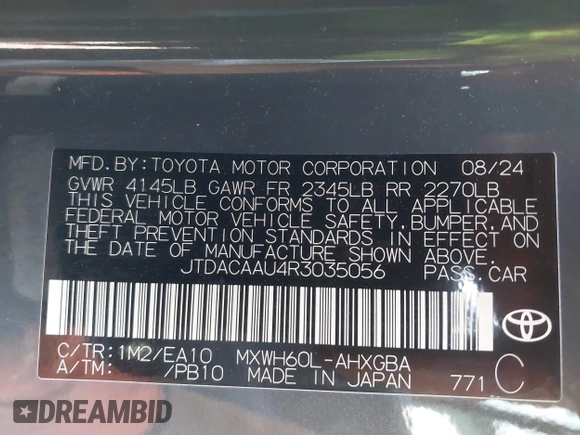 MFD. BY: TOYOTA MOTOR CORPORATION 08/24
GVWR 4145LB GAWR FR 2345LB RR 2270LB
THIS VEHICLE CONFORMS TO ALL APPLICABLE
FEDERAL MOTOR VEHICLE SAFETY, BUMPER, AND
THEFT PREVENTION STANDARDS IN EFFECT ON
THE DATE OF MANUFACTURE SHOWN ABOVE.
JTDACAAU4R3035056 PASS. CAR
C/TR: 1M2/EA10 MXWH60L-AHXGBA
A/TM: /PB10 MADE IN JAPAN 771 C
DREAMBID